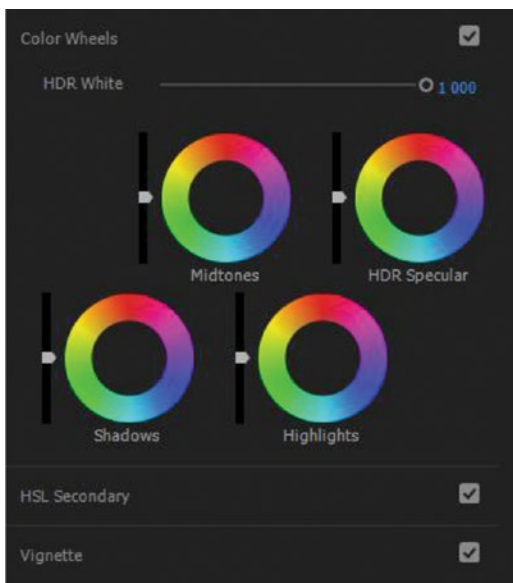 Color Wheels
HDR White 1 000
Midtones HDR Specular
Shadows Highlights
HSL Secondary
Vignette